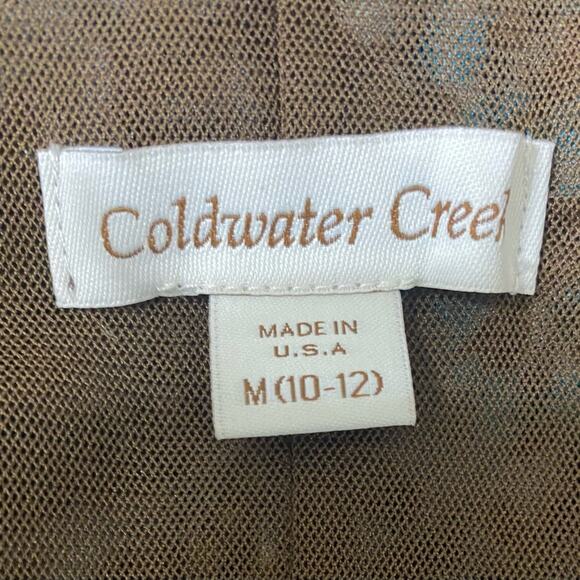 Coldwater Creek
MADE IN
U.S.A
M (10-12)